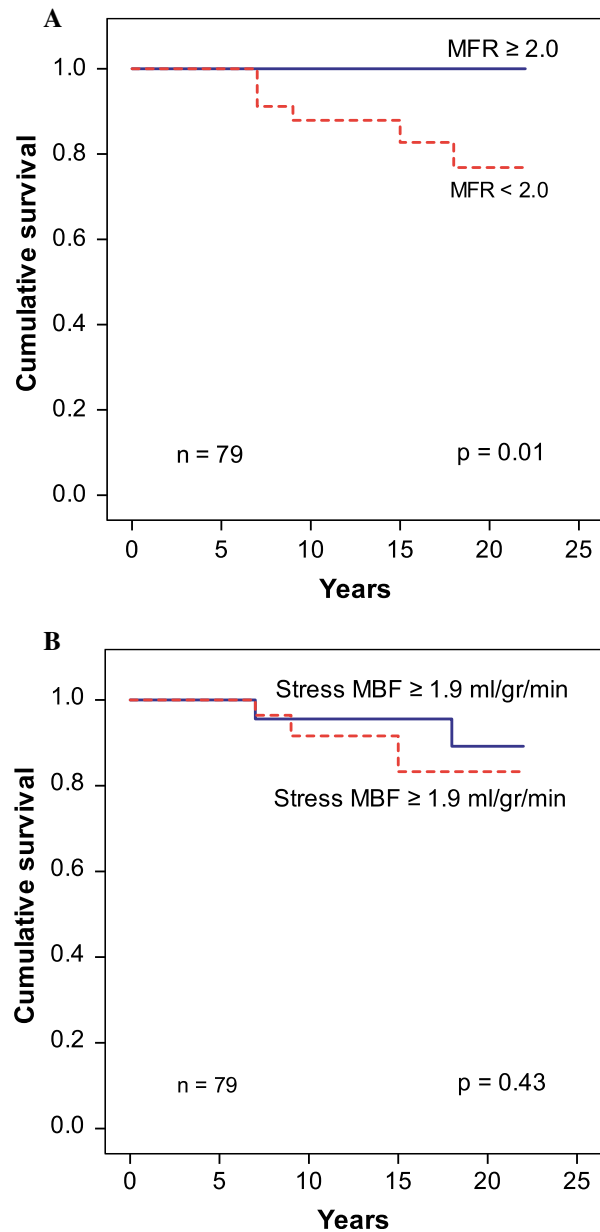 A
MFR ≥ 2.0
1.0
0.8
MFR < 2.0
0.6
0.4
0.2
n = 79
p = 0.01
0.0
Cumulative survival
0 5 10 15 20 25
Years
B
Stress MBF ≥ 1.9 ml/gr/min
1.0
0.8
Stress MBF ≥ 1.9 ml/gr/min
0.6
0.4
0.2
n = 79
p = 0.43
0.0
Cumulative survival
0 5 10 15 20 25
Years